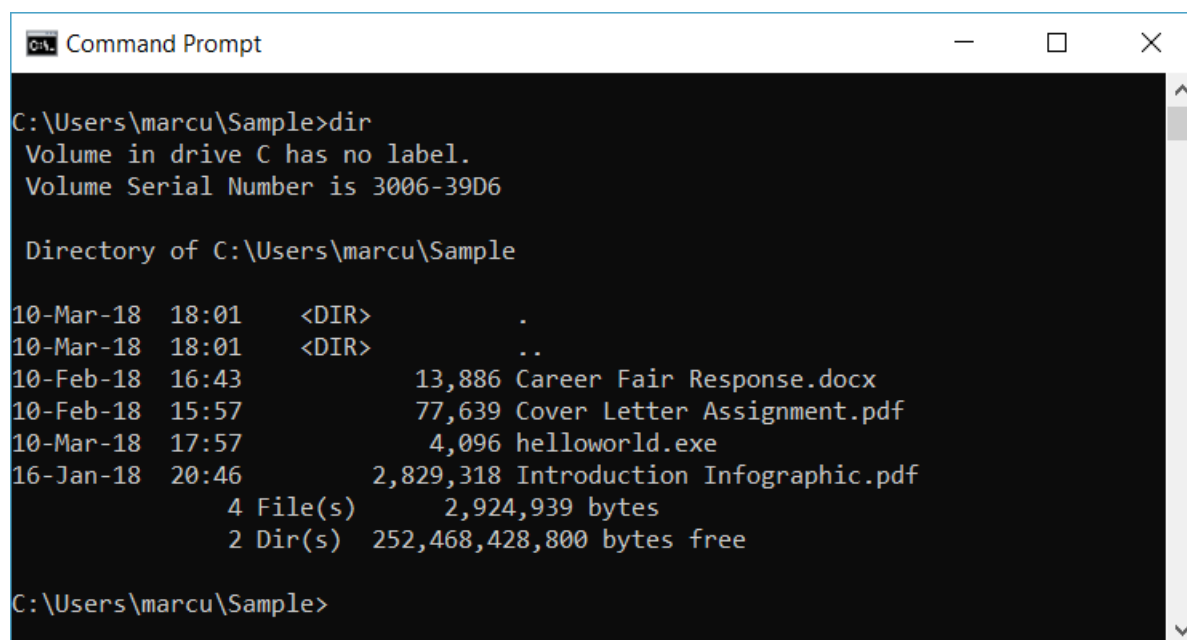 Command Prompt
C:\Users\marcu\Sample>dir
 Volume in drive C has no label.
 Volume Serial Number is 3006-39D6
 Directory of C:\Users\marcu\Sample
10-Mar-18  18:01    <DIR>          .
10-Mar-18  18:01    <DIR>          ..
10-Feb-18  16:43            13,886 Career Fair Response.docx
10-Feb-18  15:57            77,639 Cover Letter Assignment.pdf
10-Mar-18  17:57             4,096 helloworld.exe
16-Jan-18  20:46         2,829,318 Introduction Infographic.pdf
               4 File(s)      2,924,939 bytes
               2 Dir(s)  252,468,428,800 bytes free
C:\Users\marcu\Sample>